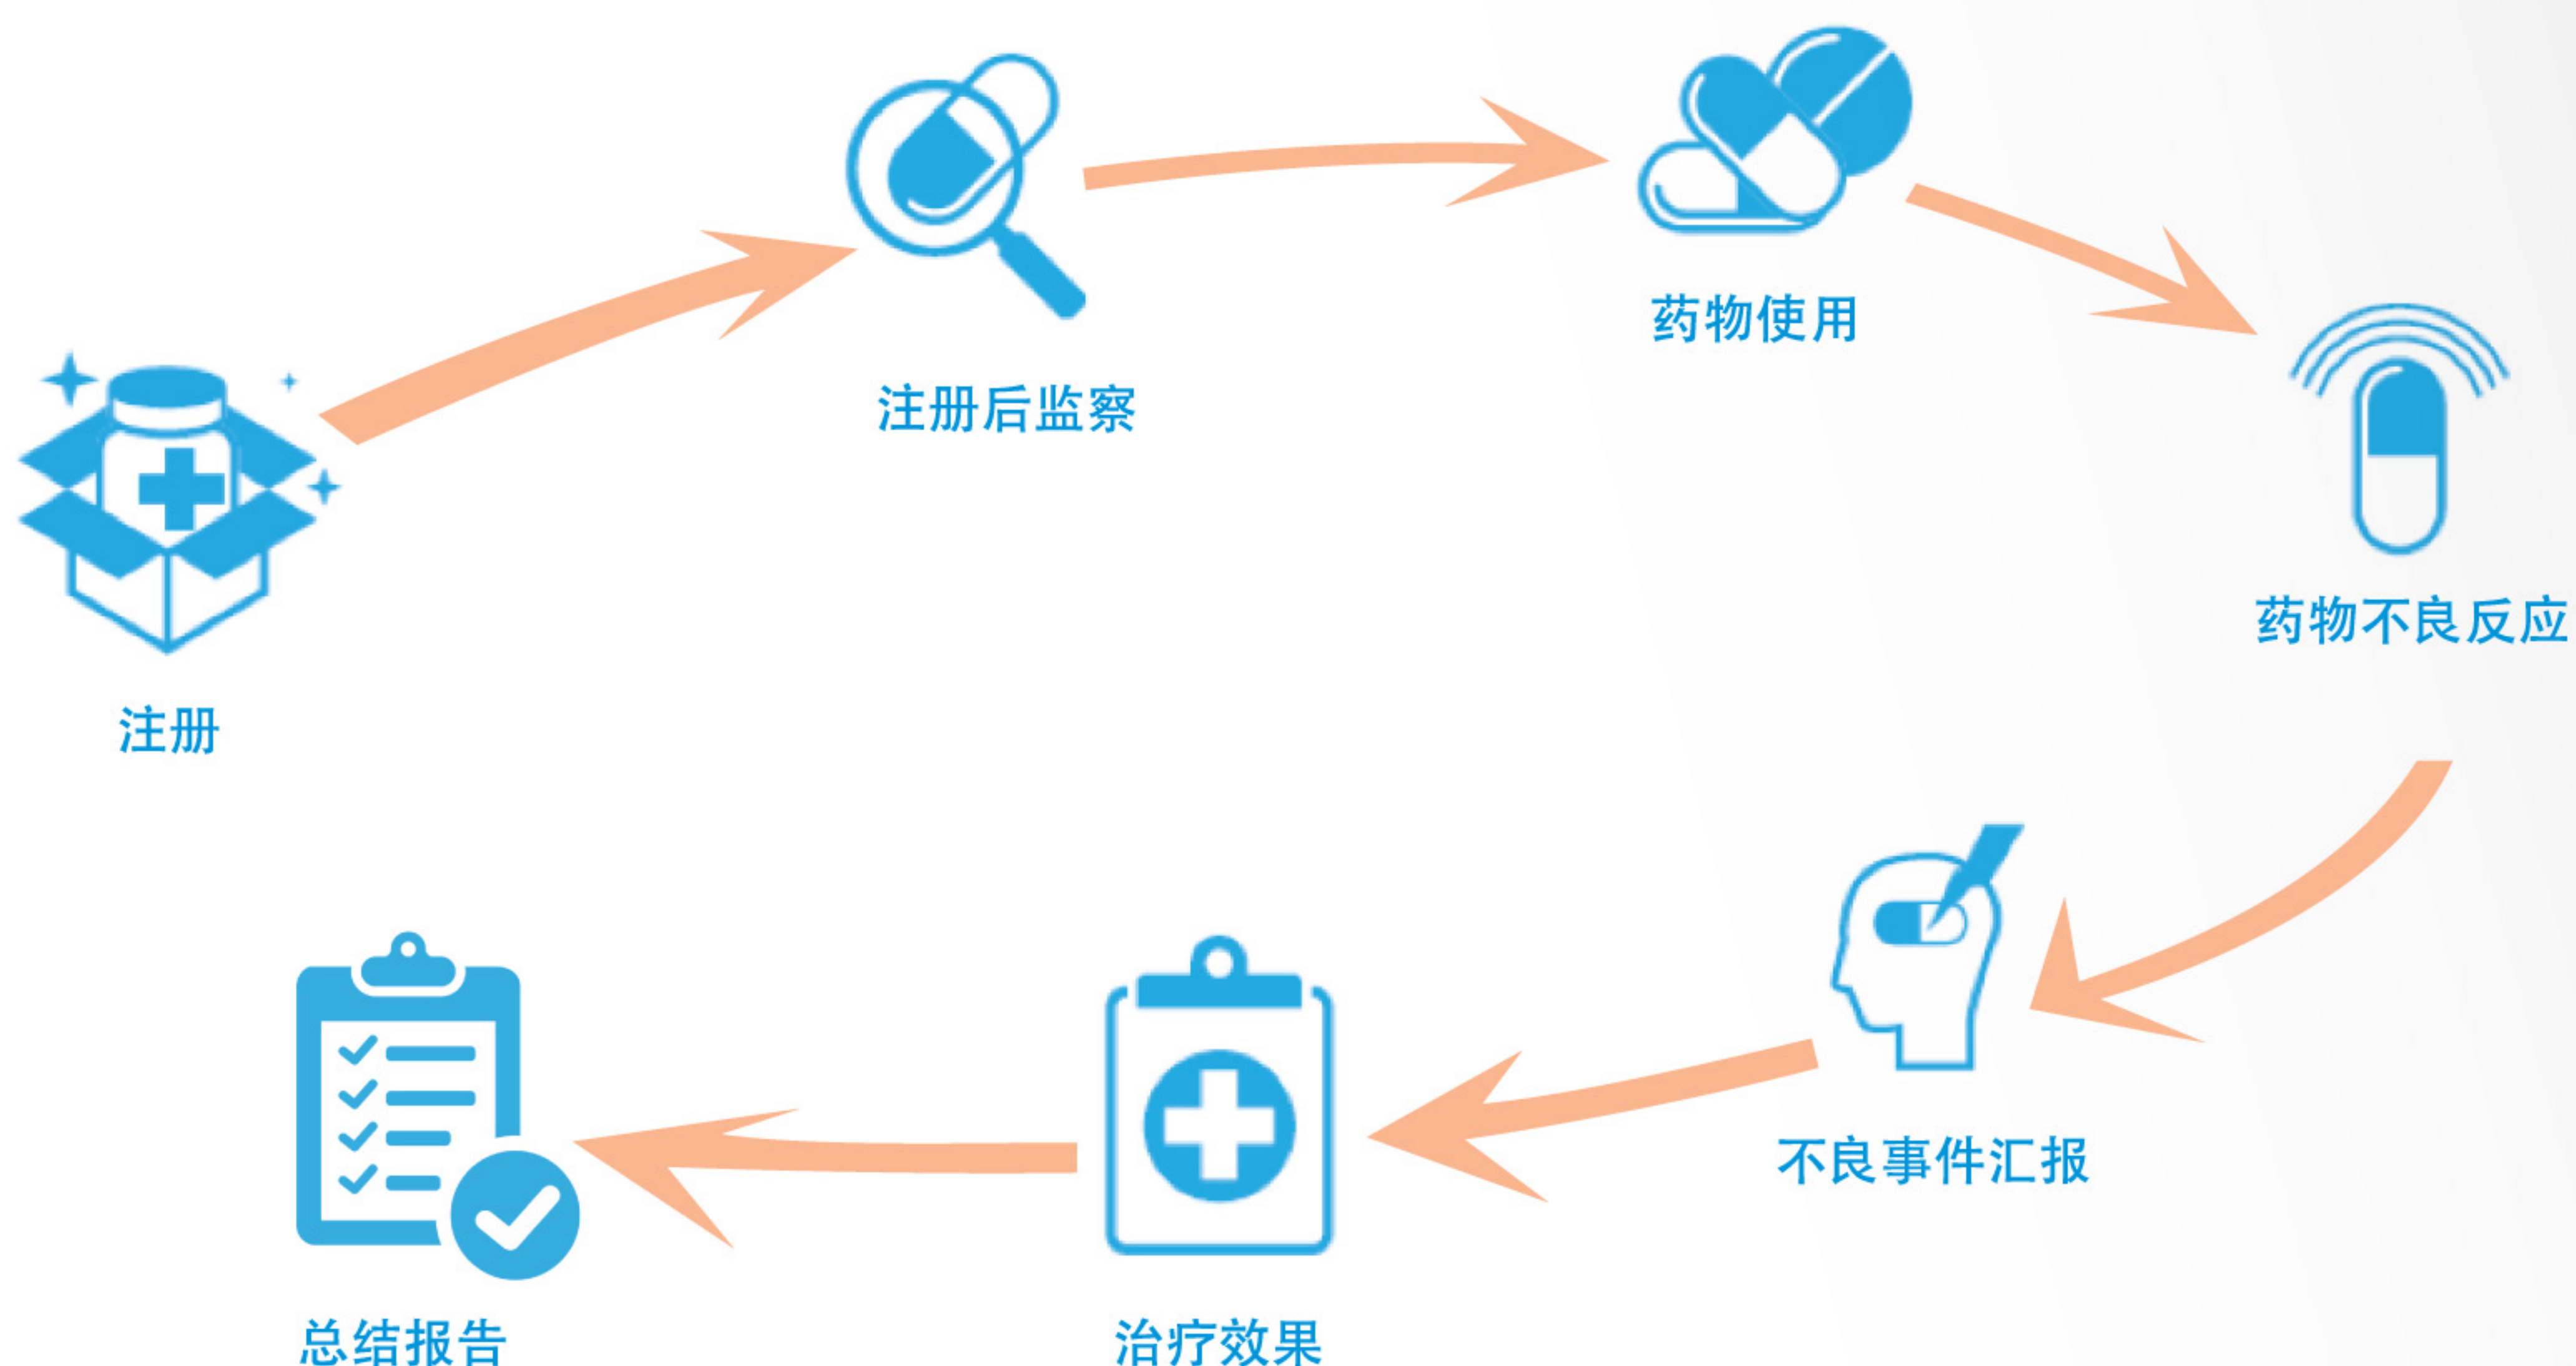 注册
注册后监察
药物使用
药物不良反应
不良事件汇报
治疗效果
总结报告